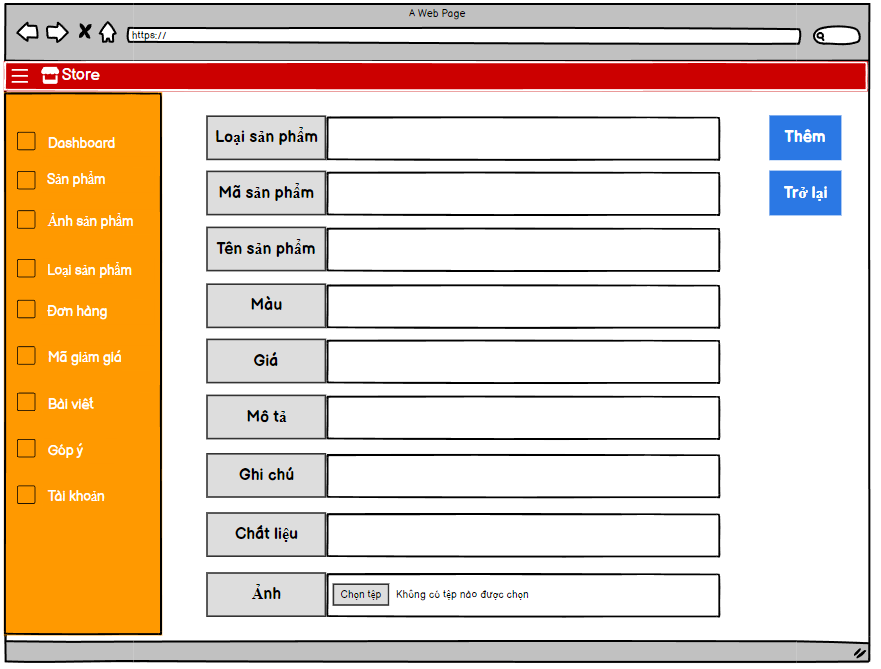 A Web Page
https://
Store
Dashboard
Sản phẩm
Ảnh sản phẩm
Loại sản phẩm
Đơn hàng
Mã giảm giá
Bài viết
Góp ý
Tài khoản
Loại sản phẩm
Mã sản phẩm
Tên sản phẩm
Màu
Giá
Mô tả
Ghi chú
Chất liệu
Ảnh
Chọn tệp Không có tệp nào được chọn
Thêm
Trở lại